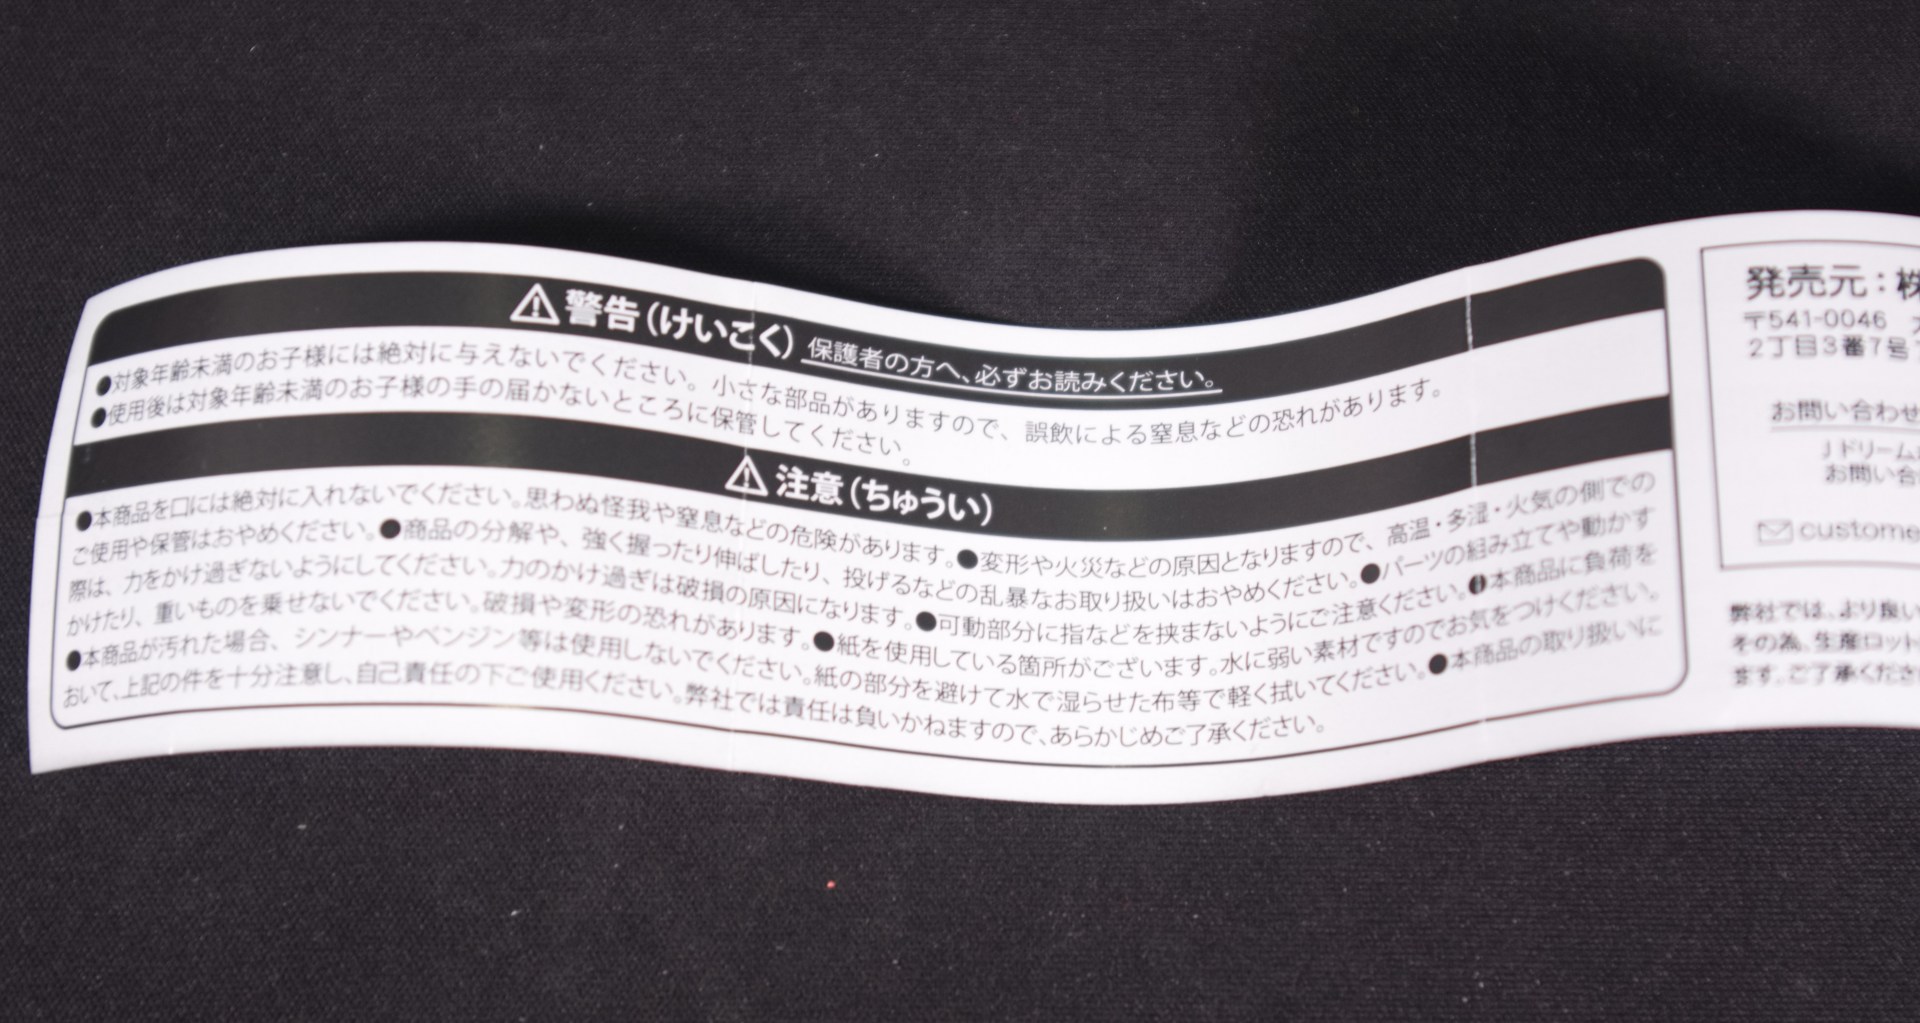 ⚠警告(けいこく)保護者の方へ、必ずお読みください。
●対象年齢未満のお子様には絶対に与えないでください。小さな部品がありますので、誤飲による窒息などの恐れがあります。
●使用後は対象年齢未満のお子様の手の届かないところに保管してください。
⚠注意(ちゅうい)
●本商品を口には絶対に入れないでください。思わぬ怪我や窒息などの危険があります。●変形や火災などの原因となりますので、高温・多湿・火気の側での
ご使用や保管はおやめください。●商品の分解や、強く握ったり伸ばしたり、投げるなどの乱暴なお取り扱いはおやめください。●パーツの組み立てや動かす
際は、力をかけ過ぎないようにしてください。力のかけ過ぎは破損の原因になります。●可動部分に指などを挟まないようにご注意ください。●本商品に負荷を
かけたり、重いものを乗せないでください。破損や変形の恐れがあります。●紙を使用している箇所がございます。水に弱い素材ですのでお気をつけください。
●本商品が汚れた場合、シンナーやベンジン等は使用しないでください。紙の部分を避けて水で湿らせた布等で軽く拭いてください。●本商品の取り扱いに
おいて、上記の件を十分注意し、自己責任の下ご使用ください。弊社では責任は負いかねますので、あらかじめご了承ください。
発売元:株
〒541-0046
2丁目3番7号
お問い合わせ
Jドリーム
お問い合
custome
弊社では、より良い
その為、生産ロット
ます。ご了承くださ